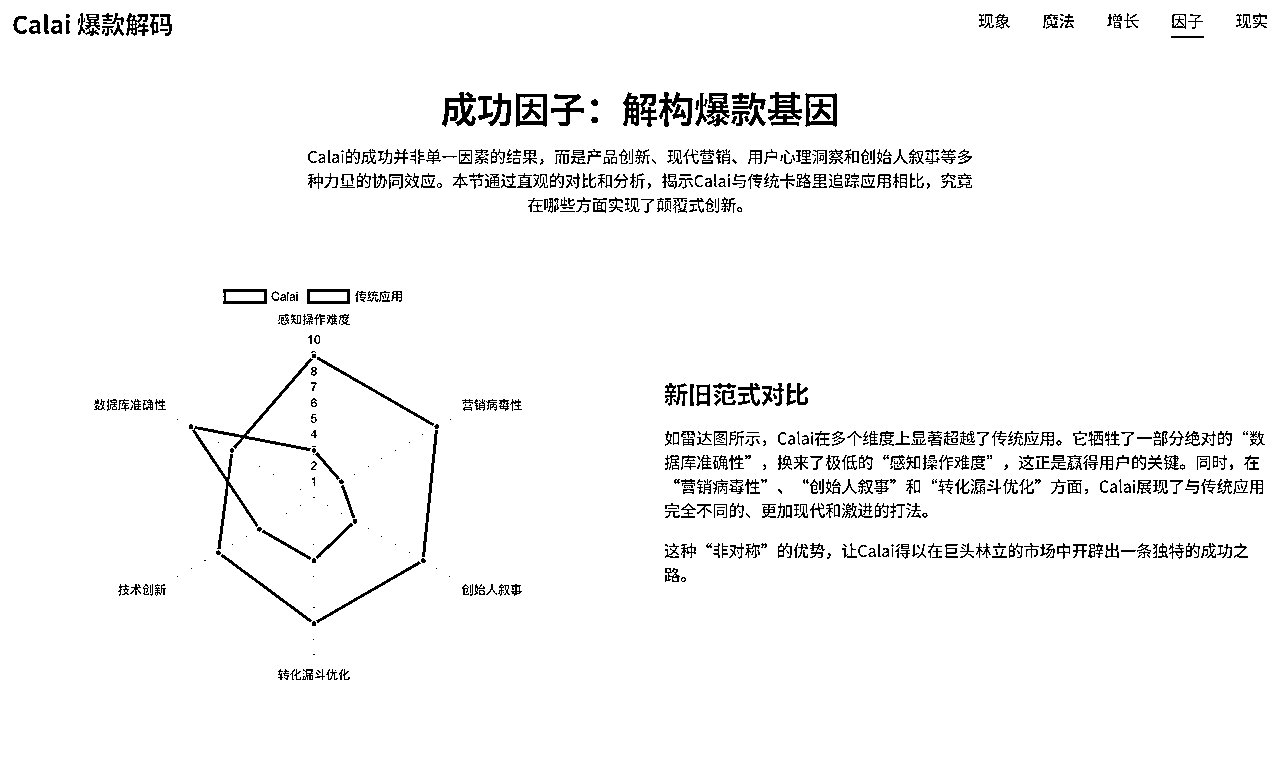 Calai 爆款解码
现象 魔法 增长 因子 现实
成功因子：解构爆款基因
Calai的成功并非单一因素的结果，而是产品创新、现代营销、用户心理洞察和创始人叙事等多
种力量的协同效应。本节通过直观的对比和分析，揭示Calai与传统卡路里追踪应用相比，究竟
在哪些方面实现了颠覆式创新。
Calai 传统应用
感知操作难度
10
8
7
6
5
4
2
1
数据库准确性
营销病毒性
技术创新
创始人叙事
转化漏斗优化
新旧范式对比
如雷达图所示，Calai在多个维度上显著超越了传统应用。它牺牲了一部分绝对的“数
据库准确性”，换来了极低的“感知操作难度”，这正是赢得用户的关键。同时，在
“营销病毒性”、“创始人叙事”和“转化漏斗优化”方面，Calai展现了与传统应用
完全不同的、更加现代和激进的打法。
这种“非对称”的优势，让Calai得以在巨头林立的市场中开辟出一条独特的成功之
路。